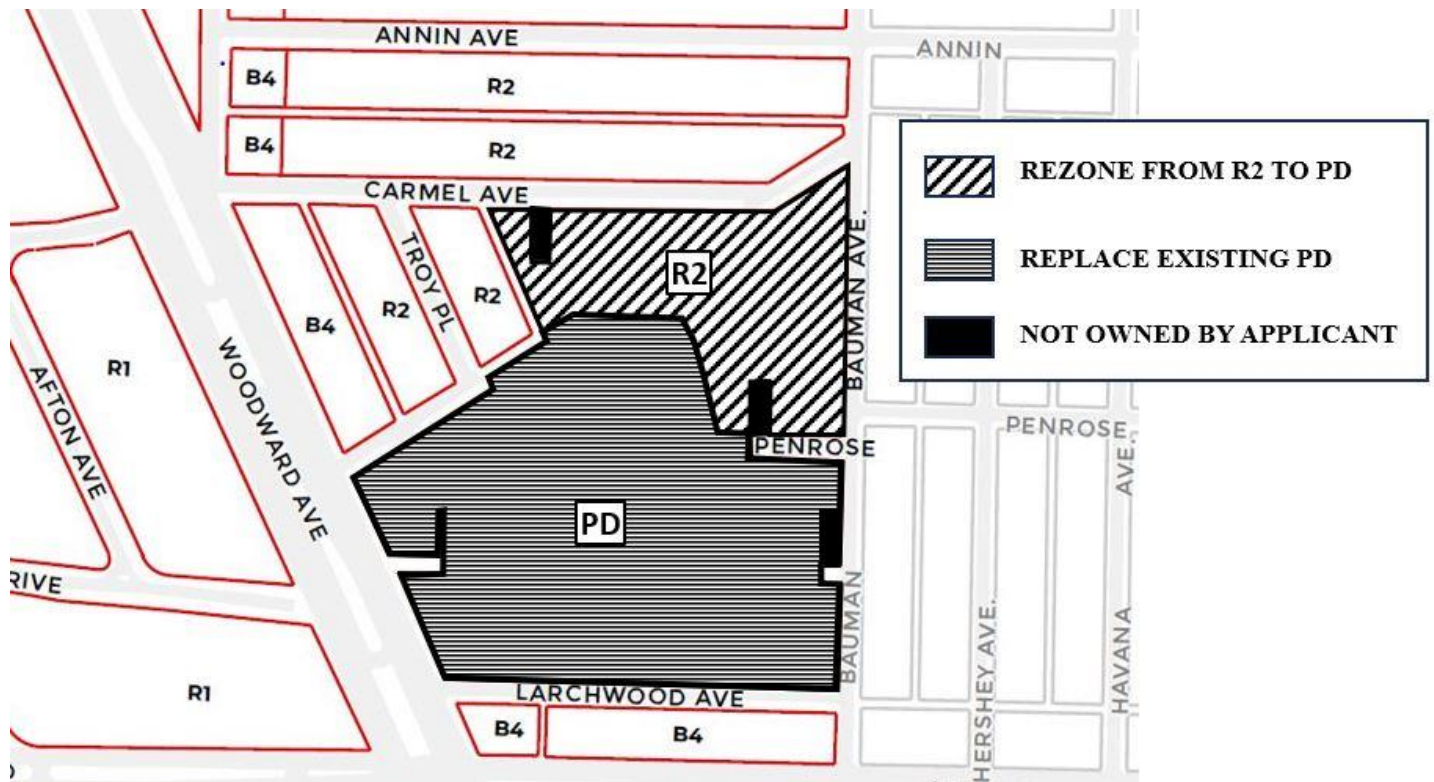 ANNIN AVE
ANNIN
B4
R2
B4
R2
REZONE FROM R2 TO PD
CARMEL AVE
BAUMAN AVE.
TROY PL
R2
REPLACE EXISTING PD
R2
R2
B4
NOT OWNED BY APPLICANT
R1
AFTON AVE
WOODWARD AVE
PENROSE
PENROSE
AVE.
PD
RIVE
BAUMAN
HERSHEY AVE.
HAVANA
R1
LARCHWOOD AVE
B4
B4